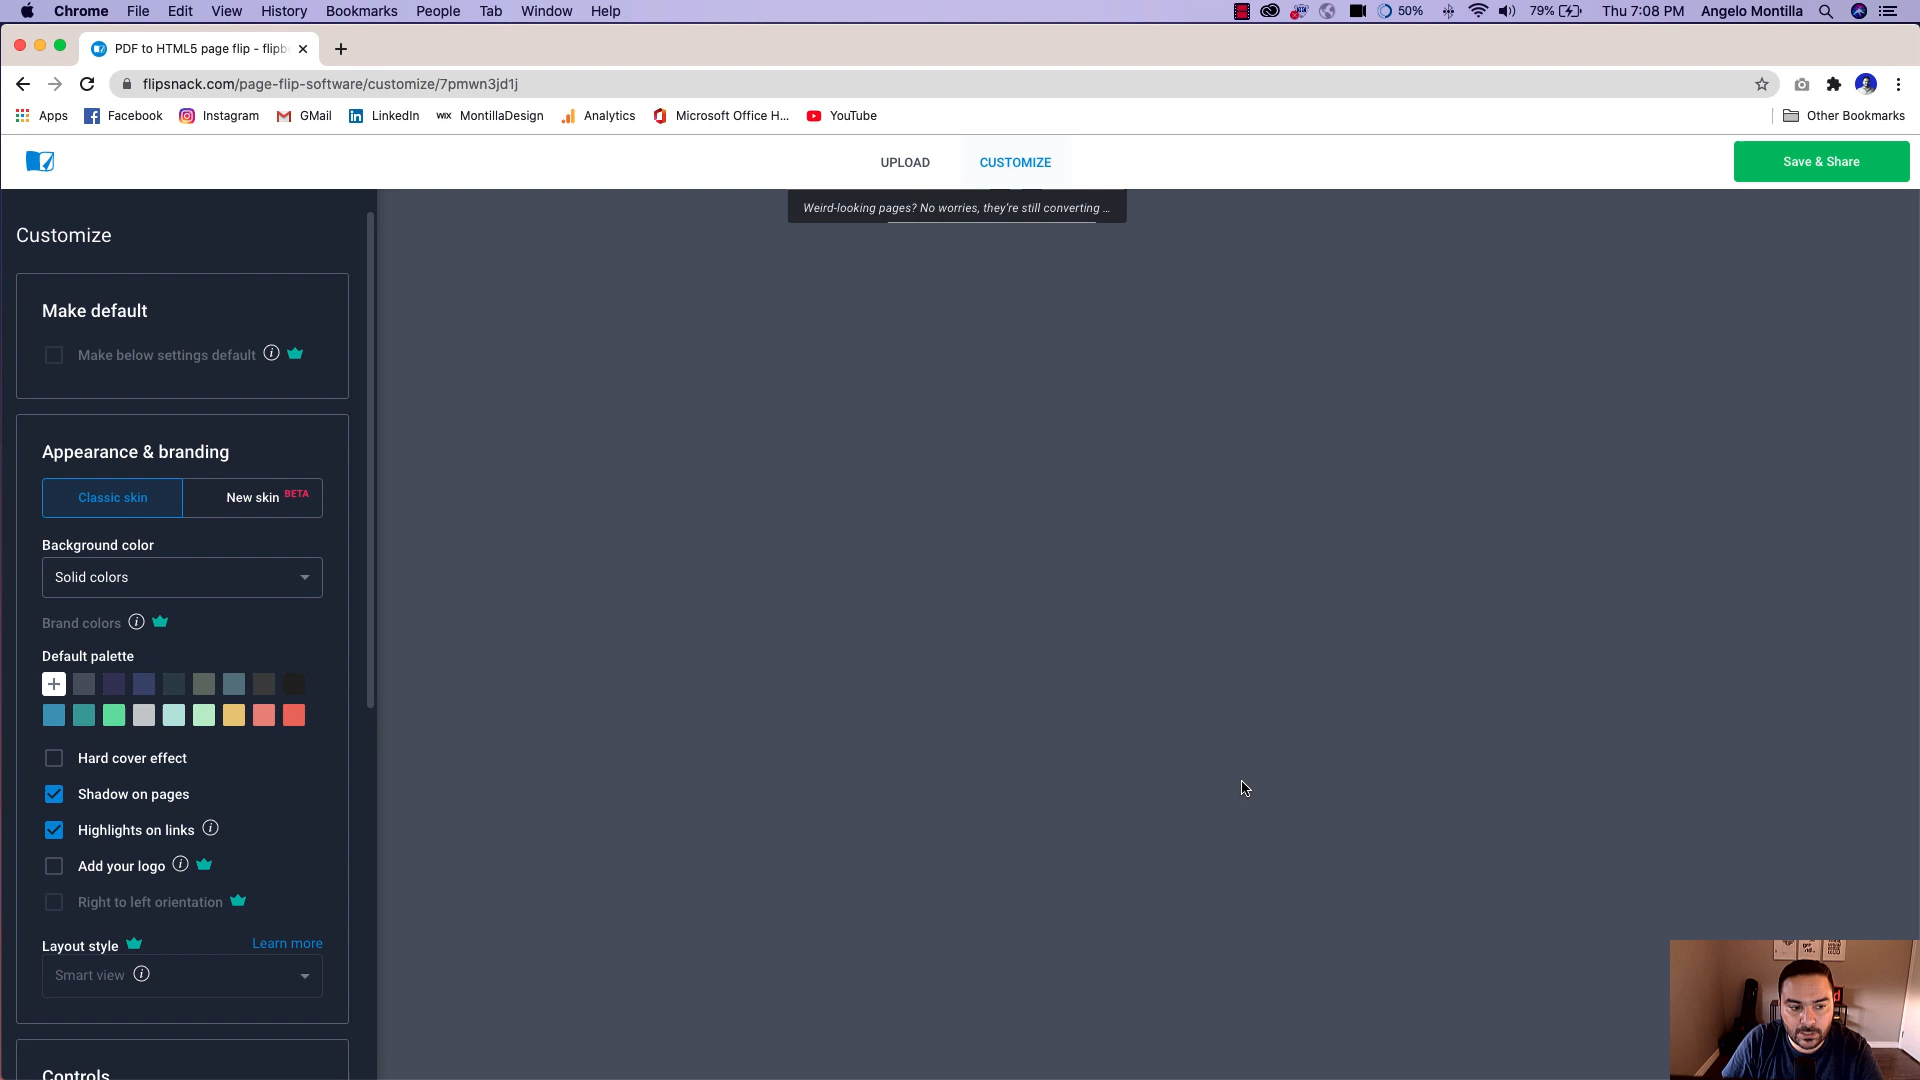 Chrome File Edit View History Bookmarks People Tab Window Help 50% 79% Thu 7:08 PM Angelo Montilla
PDF to HTML5 page flip - flipb
flipsnack.com/page-flip-software/customize/7pmwn3jd1j
Apps Facebook Instagram GMail LinkedIn WIX MontillaDesign Analytics Microsoft Office H... YouTube Other Bookmarks
UPLOAD CUSTOMIZE Save & Share
Weird-looking pages? No worries, they're still converting ...
Customize
Make default
Make below settings default
Appearance & branding
Classic skin New skin BETA
Background color
Solid colors
Brand colors
Default palette
Hard cover effect
Shadow on pages
Highlights on links
Add your logo
Right to left orientation
Layout style Learn more
Smart view
Controls